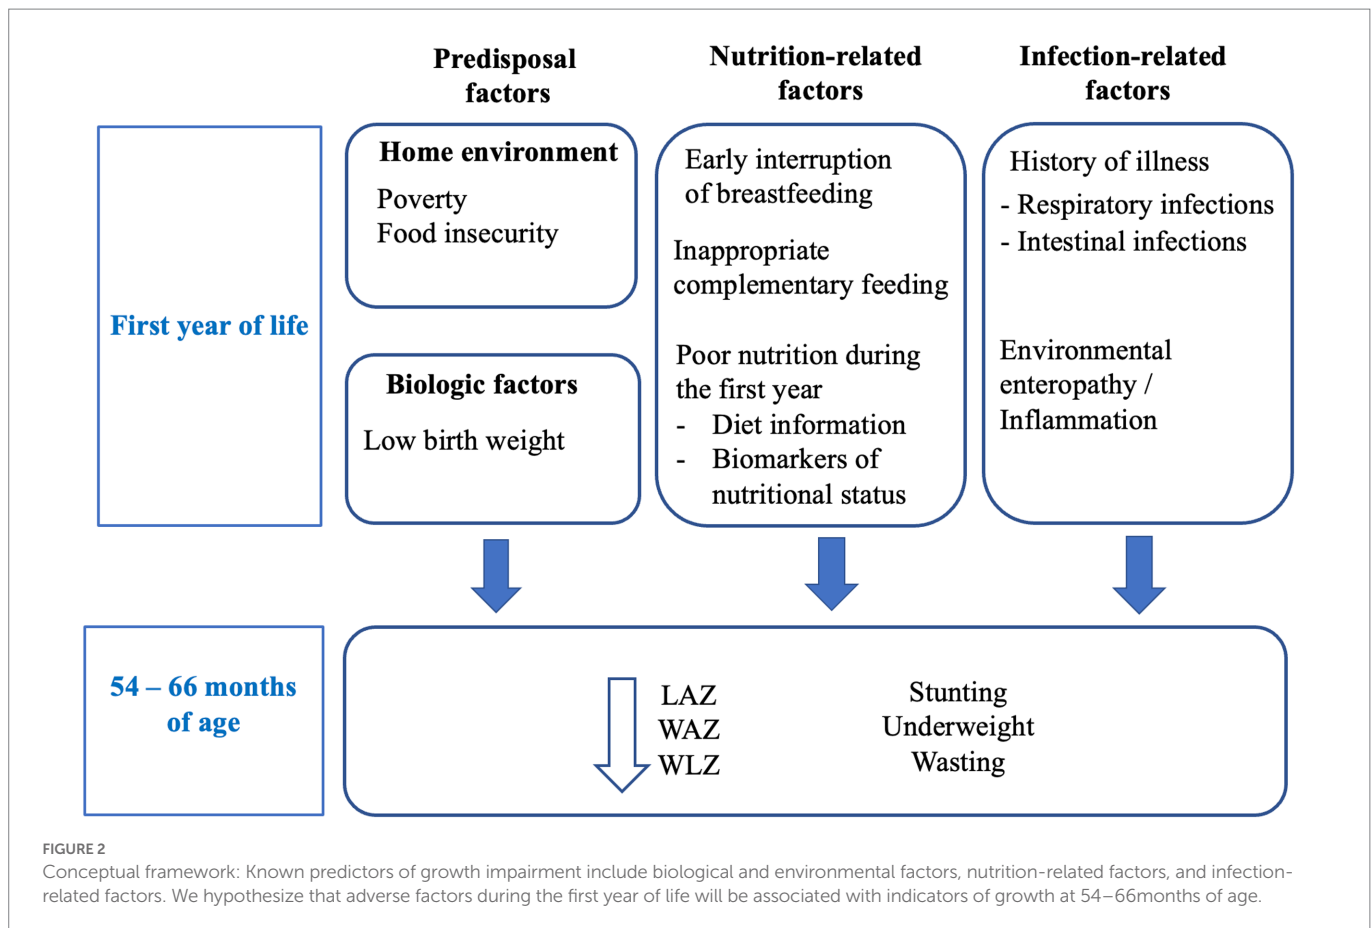 Predisposal
factors
Nutrition-related
factors
Infection-related
factors
First year of life
Home environment
Poverty
Food insecurity
Biologic factors
Low birth weight
Early interruption
of breastfeeding
Inappropriate
complementary feeding
Poor nutrition during
the first year
- Diet information
- Biomarkers of
nutritional status
History of illness
- Respiratory infections
- Intestinal infections
Environmental
enteropathy /
Inflammation
54 – 66 months
of age
LAZ
WAZ
WLZ
Stunting
Underweight
Wasting
FIGURE 2
Conceptual framework: Known predictors of growth impairment include biological and environmental factors, nutrition-related factors, and infection-
related factors. We hypothesize that adverse factors during the first year of life will be associated with indicators of growth at 54–66months of age.